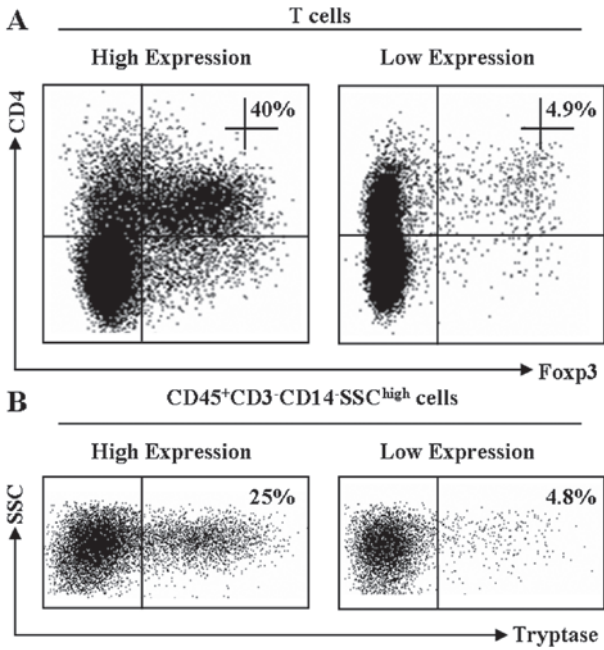 A
T cells
High Expression
Low Expression
CD4
40%
4.9%
Foxp3
B
CD45⁺CD3⁻CD14⁻SSCʰⁱᵍʰ cells
High Expression
Low Expression
SSC
25%
4.8%
Tryptase